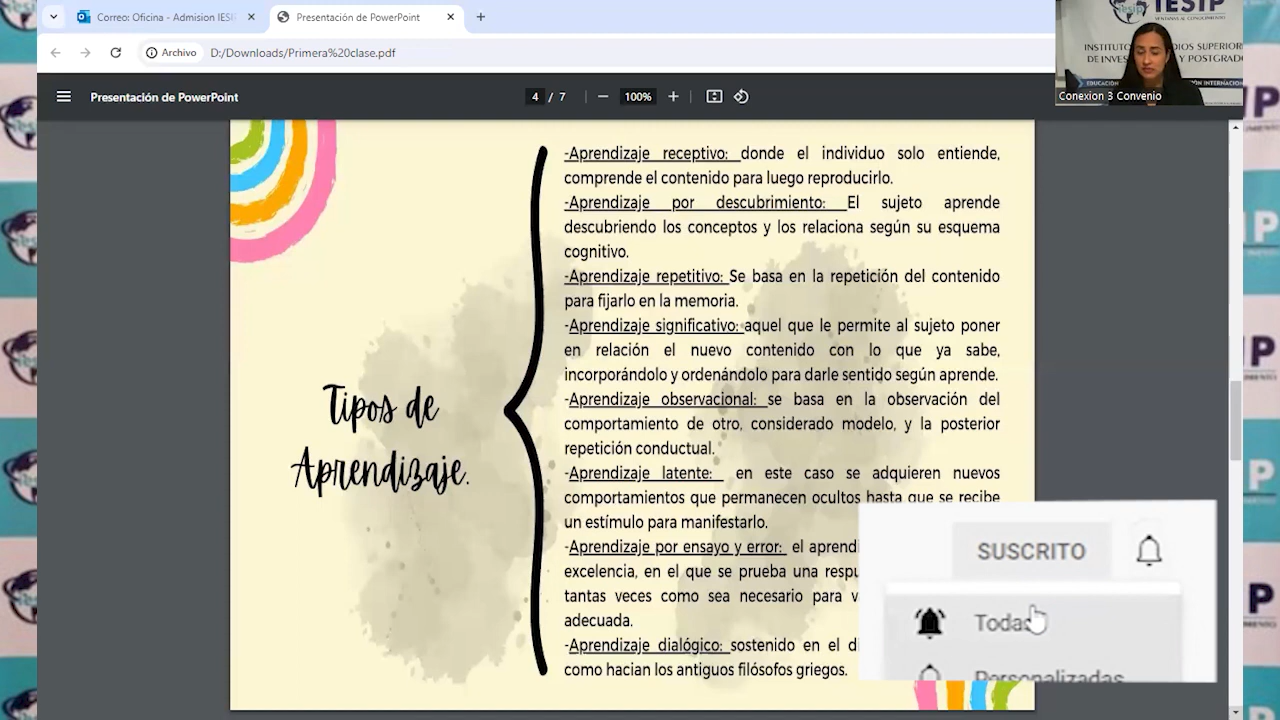 Correo: Oficina - Admision IESI
Presentación de PowerPoint
Archivo
D:/Downloads/Primera%20clase.pdf
IESIP
VENTANAS AL CONOCIMIENTO
Conexion 3 Convenio
Presentación de PowerPoint
4 / 7
100%
Tipos de
Aprendizaje.
-Aprendizaje receptivo: donde el individuo solo entiende,
comprende el contenido para luego reproducirlo.
-Aprendizaje por descubrimiento: El sujeto aprende
descubriendo los conceptos y los relaciona según su esquema
cognitivo.
-Aprendizaje repetitivo: Se basa en la repetición del contenido
para fijarlo en la memoria.
-Aprendizaje significativo: aquel que le permite al sujeto poner
en relación el nuevo contenido con lo que ya sabe,
incorporándolo y ordenándolo para darle sentido según aprende.
-Aprendizaje observacional: se basa en la observación del
comportamiento de otro, considerado modelo, y la posterior
repetición conductual.
-Aprendizaje latente: en este caso se adquieren nuevos
comportamientos que permanecen ocultos hasta que se recibe
un estímulo para manifestarlo.
-Aprendizaje por ensayo y error: el aprendi
excelencia, en el que se prueba una respu
tantas veces como sea necesario para v
adecuada.
-Aprendizaje dialógico: sostenido en el di
como hacian los antiguos filósofos griegos.
SUSCRITO
Todas
Personalizadas